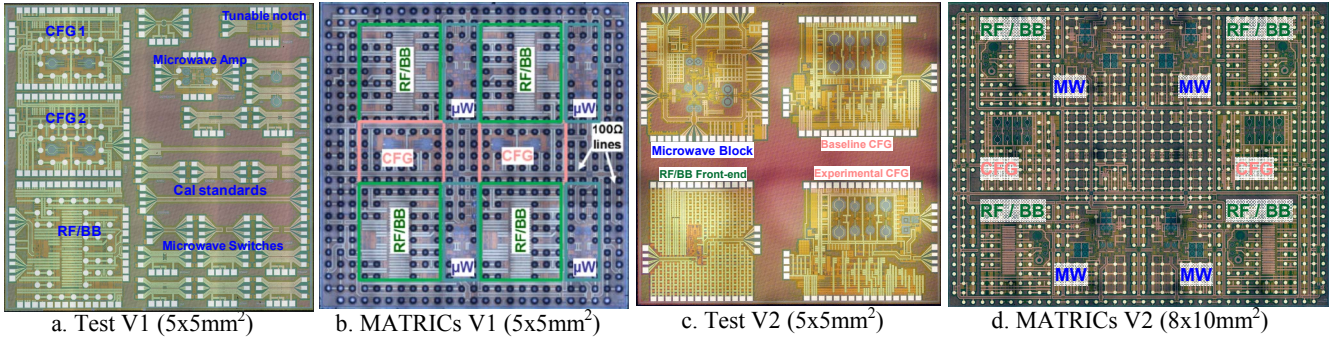 Tunable notch
CFG 1
Microwave Amp
CFG 2
Cal standards
RF/BB
Microwave Switches
a. Test V1 (5x5mm²)
RF/BB
RF/BB
µW
µW
100Ω
lines
CFG
CFG
RF/BB
RF/BB
µW
µW
b. MATRICs V1 (5x5mm²)
Microwave Block
Baseline CFG
RF/BB Front-end
Experimental CFG
c. Test V2 (5x5mm²)
RF / BB
RF / BB
MW
MW
CFG
CFG
RF / BB
RF / BB
MW
MW
d. MATRICs V2 (8x10mm²)